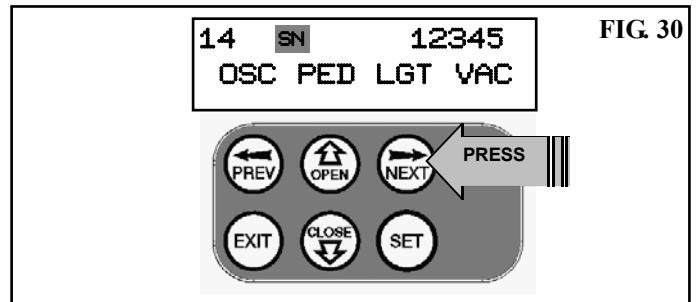 FIG. 30
14 SN 12345
OSC PED LGT VAC
PREV OPEN NEXT PRESS
EXIT CLOSE SET